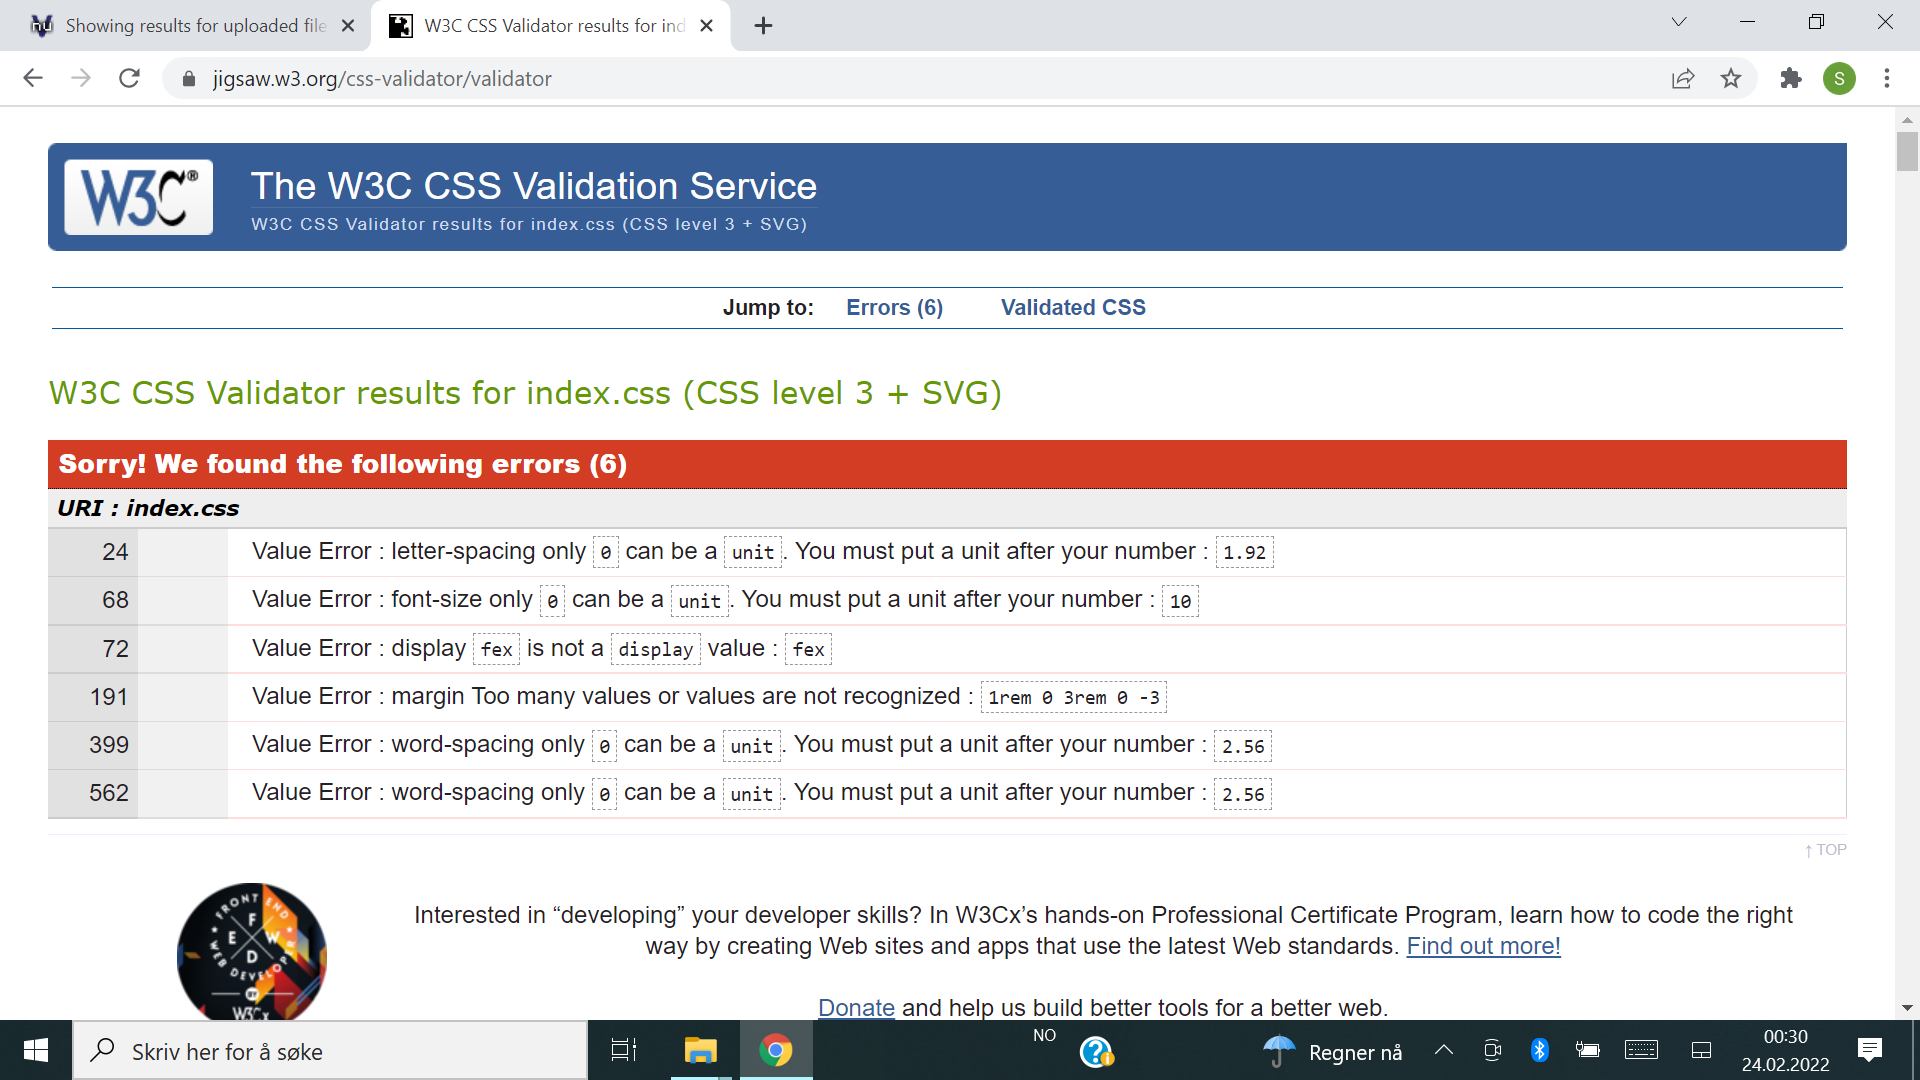 Showing results for uploaded file
W3C CSS Validator results for ind
jigsaw.w3.org/css-validator/validator
S
W3C®
The W3C CSS Validation Service
W3C CSS Validator results for index.css (CSS level 3 + SVG)
Jump to: Errors (6) Validated CSS
W3C CSS Validator results for index.css (CSS level 3 + SVG)
Sorry! We found the following errors (6)
URI : index.css
24 Value Error : letter-spacing only 0 can be a unit. You must put a unit after your number : 1.92
68 Value Error : font-size only 0 can be a unit. You must put a unit after your number : 10
72 Value Error : display fex is not a display value : fex
191 Value Error : margin Too many values or values are not recognized : 1rem 0 3rem 0 -3
399 Value Error : word-spacing only 0 can be a unit. You must put a unit after your number : 2.56
562 Value Error : word-spacing only 0 can be a unit. You must put a unit after your number : 2.56
↑ TOP
FRONT END
F
E W
D
WEB DEVELOPER
BY
W3Cx
Interested in “developing” your developer skills? In W3Cx’s hands-on Professional Certificate Program, learn how to code the right
way by creating Web sites and apps that use the latest Web standards. Find out more!
Donate and help us build better tools for a better web.
Skriv her for å søke
NO
Regner nå
00:30
24.02.2022